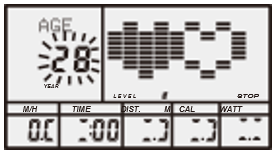 AGE
28
YEAR
LEVEL STOP
M/H TIME DIST. M CAL WATT
0.0 :00